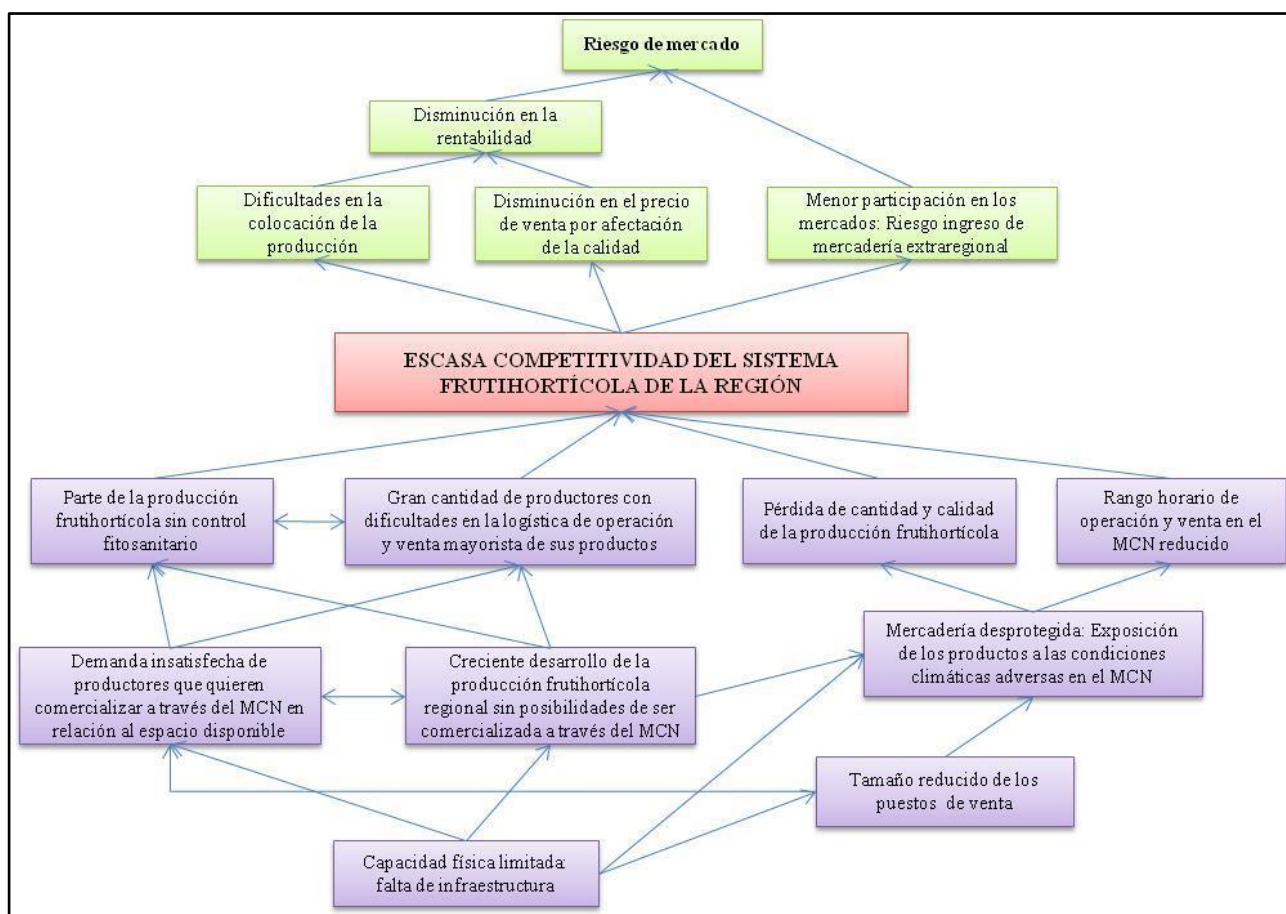 Riesgo de mercado
Disminución en la
rentabilidad
Dificultades en la
colocación de la
producción
Disminución en el precio
de venta por afectación
de la calidad
Menor participación en los
mercados: Riesgo ingreso de
mercadería extraregional
ESCASA COMPETITIVIDAD DEL SISTEMA
FRUTIHORTÍCOLA DE LA REGIÓN
Parte de la producción
frutihortícola sin control
fitosanitario
Gran cantidad de productores con
dificultades en la logística de operación
y venta mayorista de sus productos
Pérdida de cantidad y calidad
de la producción frutihortícola
Rango horario de
operación y venta en el
MCN reducido
Demanda insatisfecha de
productores que quieren
comercializar a través del MCN en
relación al espacio disponible
Creciente desarrollo de la
producción frutihortícola
regional sin posibilidades de ser
comercializada a través del MCN
Mercadería desprotegida: Exposición
de los productos a las condiciones
climáticas adversas en el MCN
Tamaño reducido de los
puestos de venta
Capacidad física limitada:
falta de infraestructura